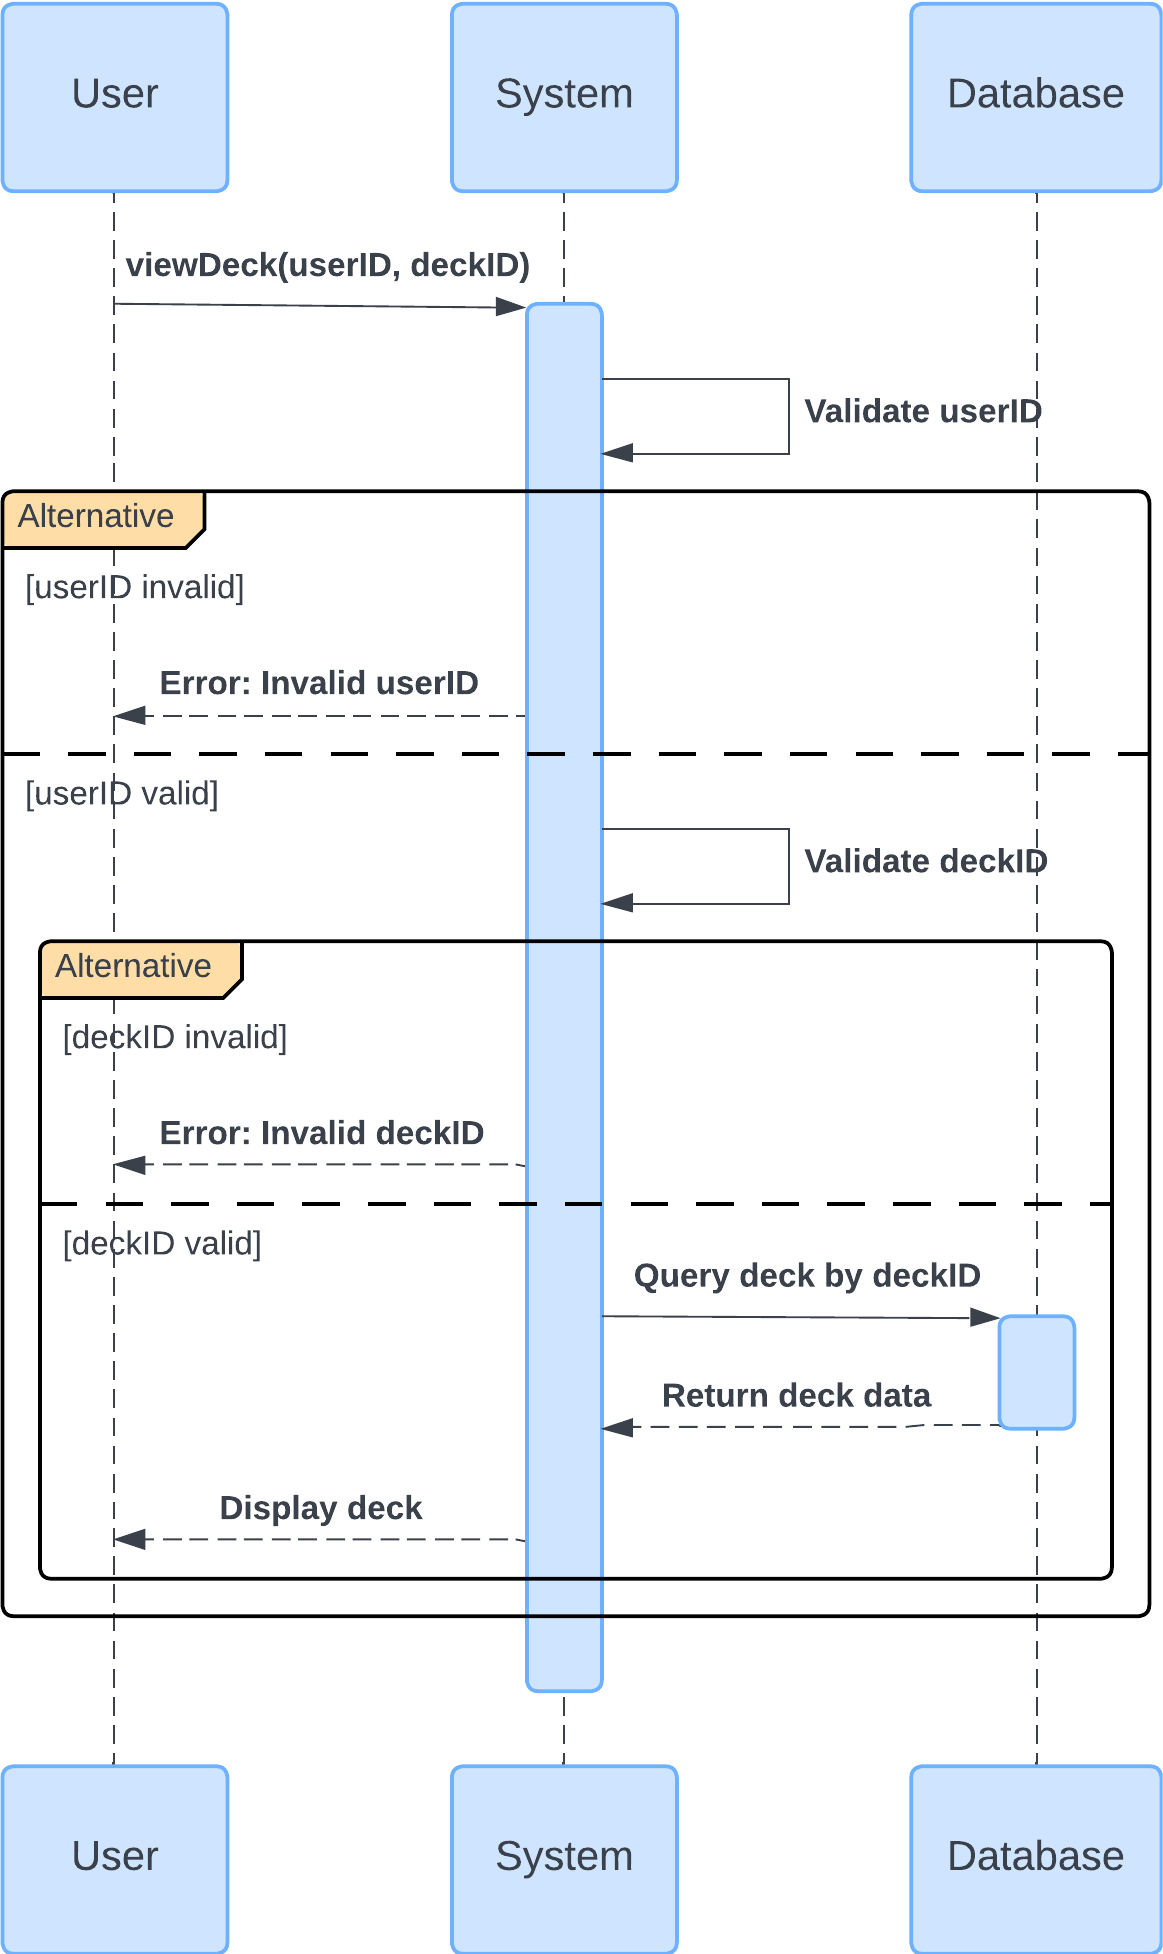 User
System
Database
viewDeck(userID, deckID)
Validate userID
Alternative
[userID invalid]
Error: Invalid userID
[userID valid]
Validate deckID
Alternative
[deckID invalid]
Error: Invalid deckID
[deckID valid]
Query deck by deckID
Return deck data
Display deck
User
System
Database